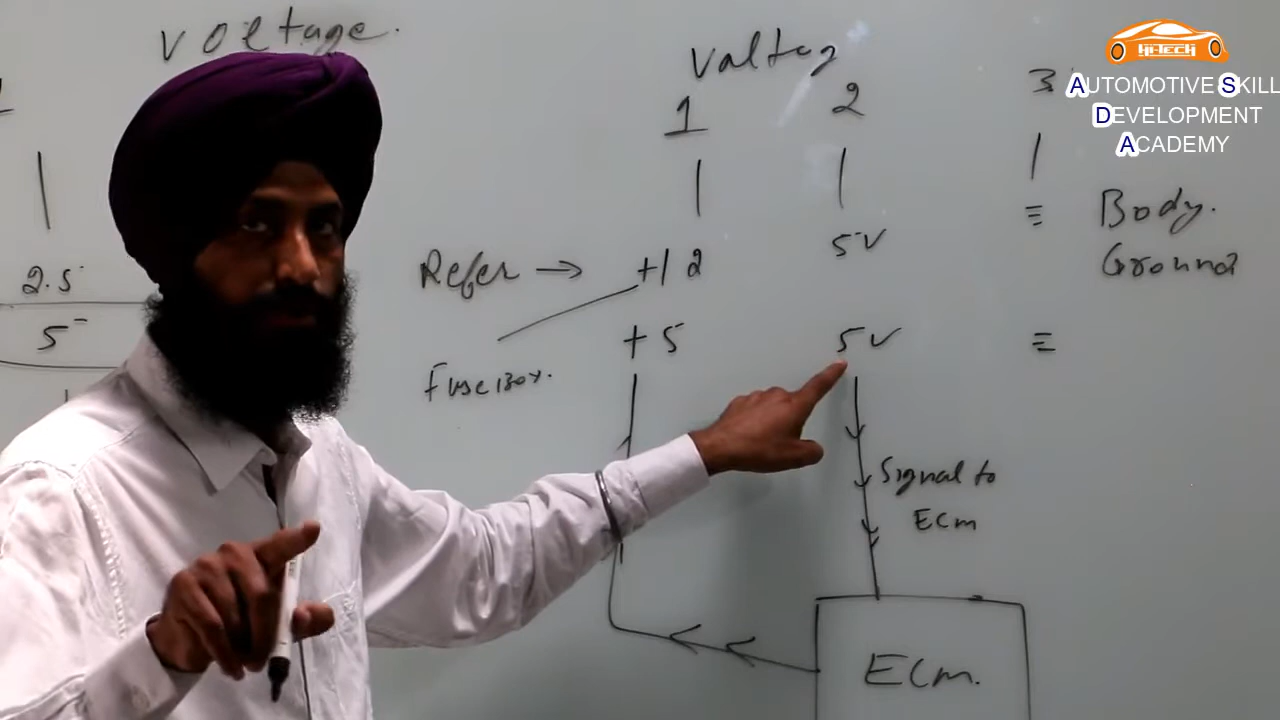 voltage.
Valtag
1 2 3
2.5
5
Refer → +12 5V ≡ Body.
Ground
+5 5V ≡
Fuse Box.
Signal to
ECM
ECM.
Hi-Tech
AUTOMOTIVE SKILL
DEVELOPMENT
ACADEMY